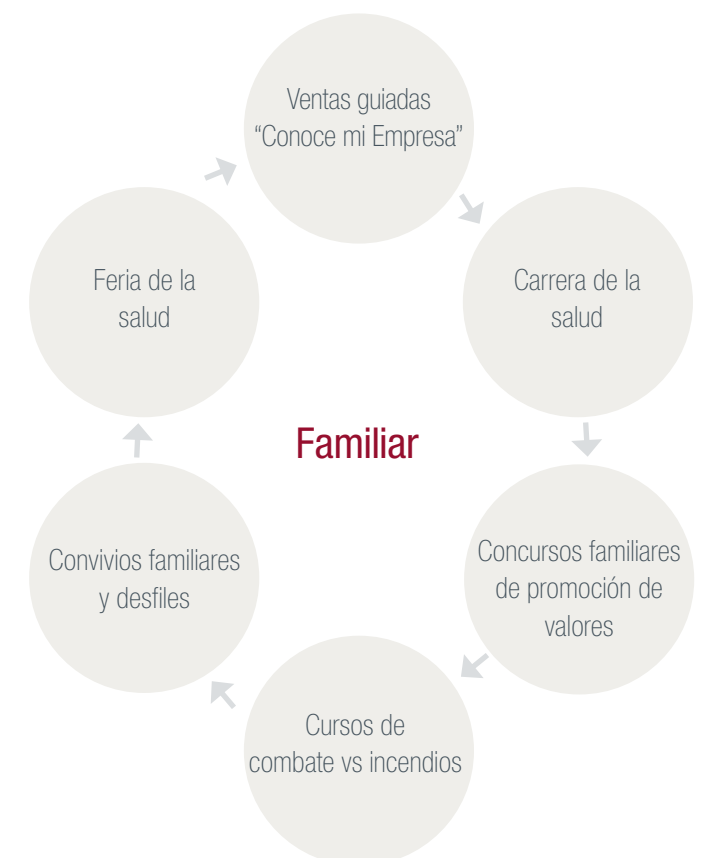 Ventas guiadas
“Conoce mi Empresa”
Carrera de la
salud
Concursos familiares
de promoción de
valores
Cursos de
combate vs incendios
Convivios familiares
y desfiles
Feria de la
salud
Familiar